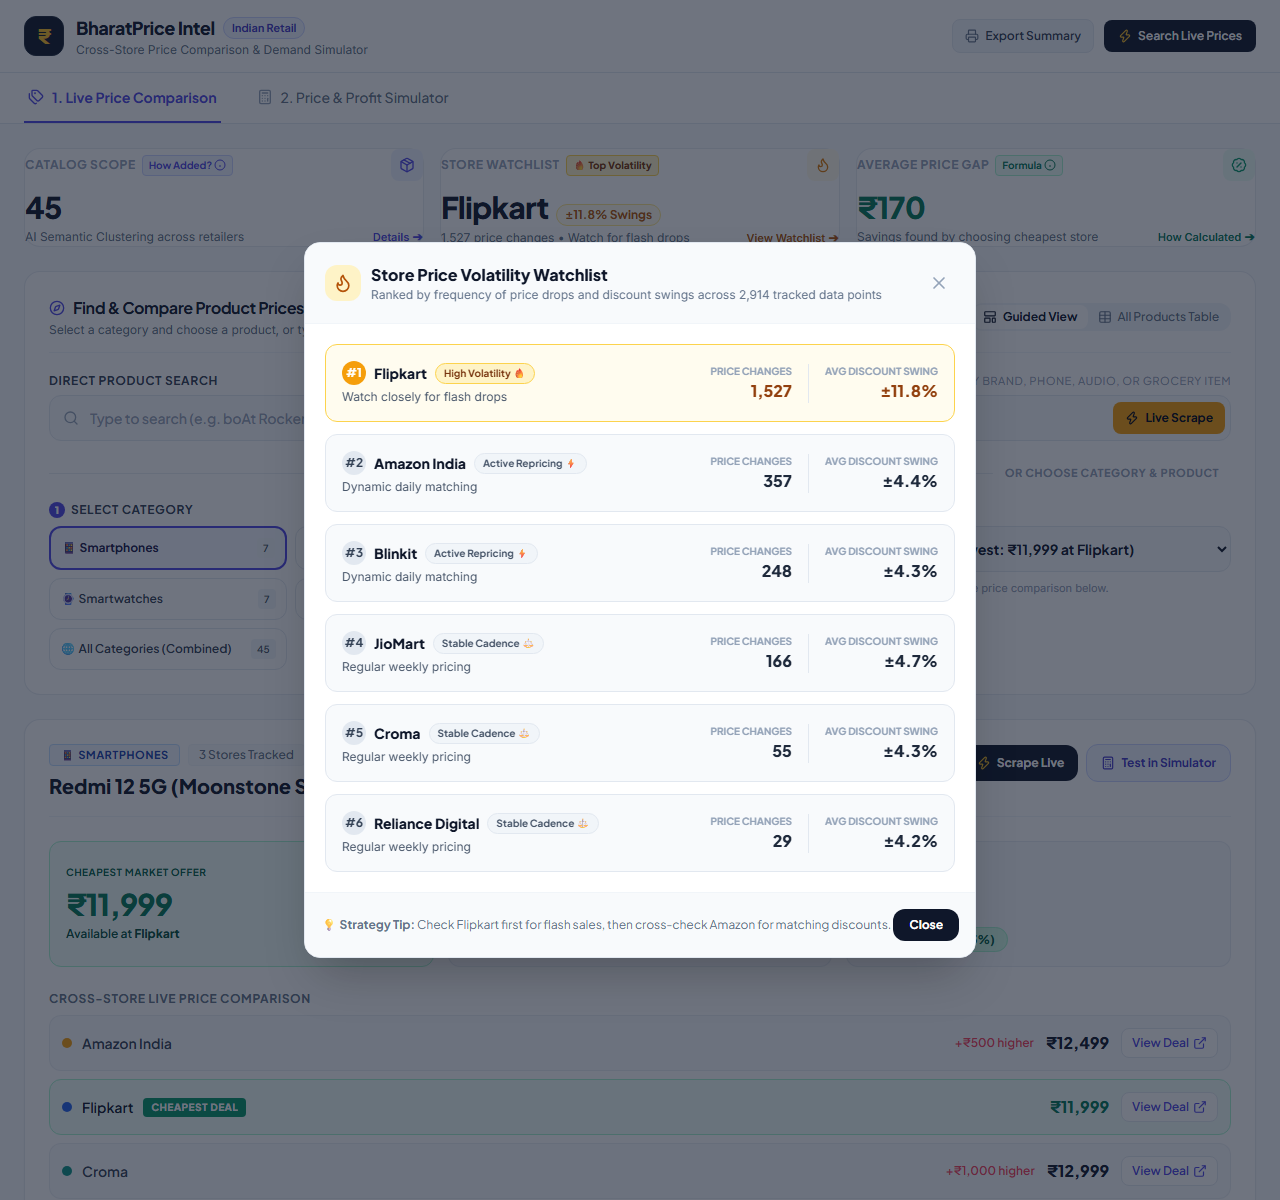 ₹
BharatPrice Intel
Indian Retail
Cross-Store Price Comparison & Demand Simulator
Export Summary
Search Live Prices
1. Live Price Comparison
2. Price & Profit Simulator
CATALOG SCOPE
How Added?
45
AI Semantic Clustering across retailers
Details →
STORE WATCHLIST
Top Volatility
Flipkart
±11.8% Swings
1,527 price changes • Watch for flash drops
View Watchlist →
AVERAGE PRICE GAP
Formula
₹170
Savings found by choosing cheapest store
How Calculated →
Find & Compare Product Prices
Select a category and choose a product, or ty
Guided View
All Products Table
DIRECT PRODUCT SEARCH
BRAND, PHONE, AUDIO, OR GROCERY ITEM
Type to search (e.g. boAt Rocker
Live Scrape
OR CHOOSE CATEGORY & PRODUCT
1 SELECT CATEGORY
Smartphones 7
Smartwatches 7
All Categories (Combined) 45
est: ₹11,999 at Flipkart)
price comparison below.
Store Price Volatility Watchlist
Ranked by frequency of price drops and discount swings across 2,914 tracked data points
#1 Flipkart High Volatility
Watch closely for flash drops
PRICE CHANGES
1,527
AVG DISCOUNT SWING
±11.8%
#2 Amazon India Active Repricing
Dynamic daily matching
PRICE CHANGES
357
AVG DISCOUNT SWING
±4.4%
#3 Blinkit Active Repricing
Dynamic daily matching
PRICE CHANGES
248
AVG DISCOUNT SWING
±4.3%
#4 JioMart Stable Cadence
Regular weekly pricing
PRICE CHANGES
166
AVG DISCOUNT SWING
±4.7%
#5 Croma Stable Cadence
Regular weekly pricing
PRICE CHANGES
55
AVG DISCOUNT SWING
±4.3%
#6 Reliance Digital Stable Cadence
Regular weekly pricing
PRICE CHANGES
29
AVG DISCOUNT SWING
±4.2%
Strategy Tip: Check Flipkart first for flash sales, then cross-check Amazon for matching discounts.
Close
SMARTPHONES
3 Stores Tracked
Redmi 12 5G (Moonstone S
Scrape Live
Test in Simulator
CHEAPEST MARKET OFFER
₹11,999
Available at Flipkart
%)
CROSS-STORE LIVE PRICE COMPARISON
Amazon India
+₹500 higher
₹12,499
View Deal
Flipkart
CHEAPEST DEAL
₹11,999
View Deal
Croma
+₹1,000 higher
₹12,999
View Deal